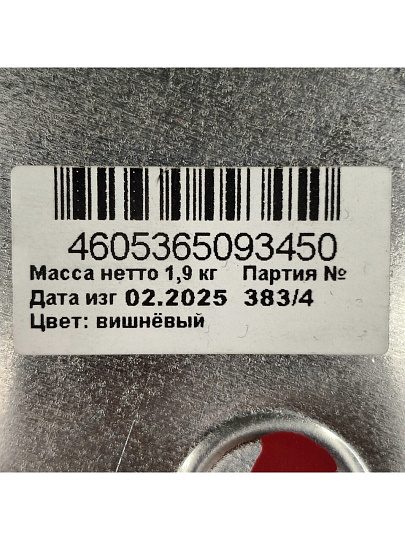 4605365093450
Масса нетто 1,9 кг Партия №
Дата изг 02.2025 383/4
Цвет: вишнёвый